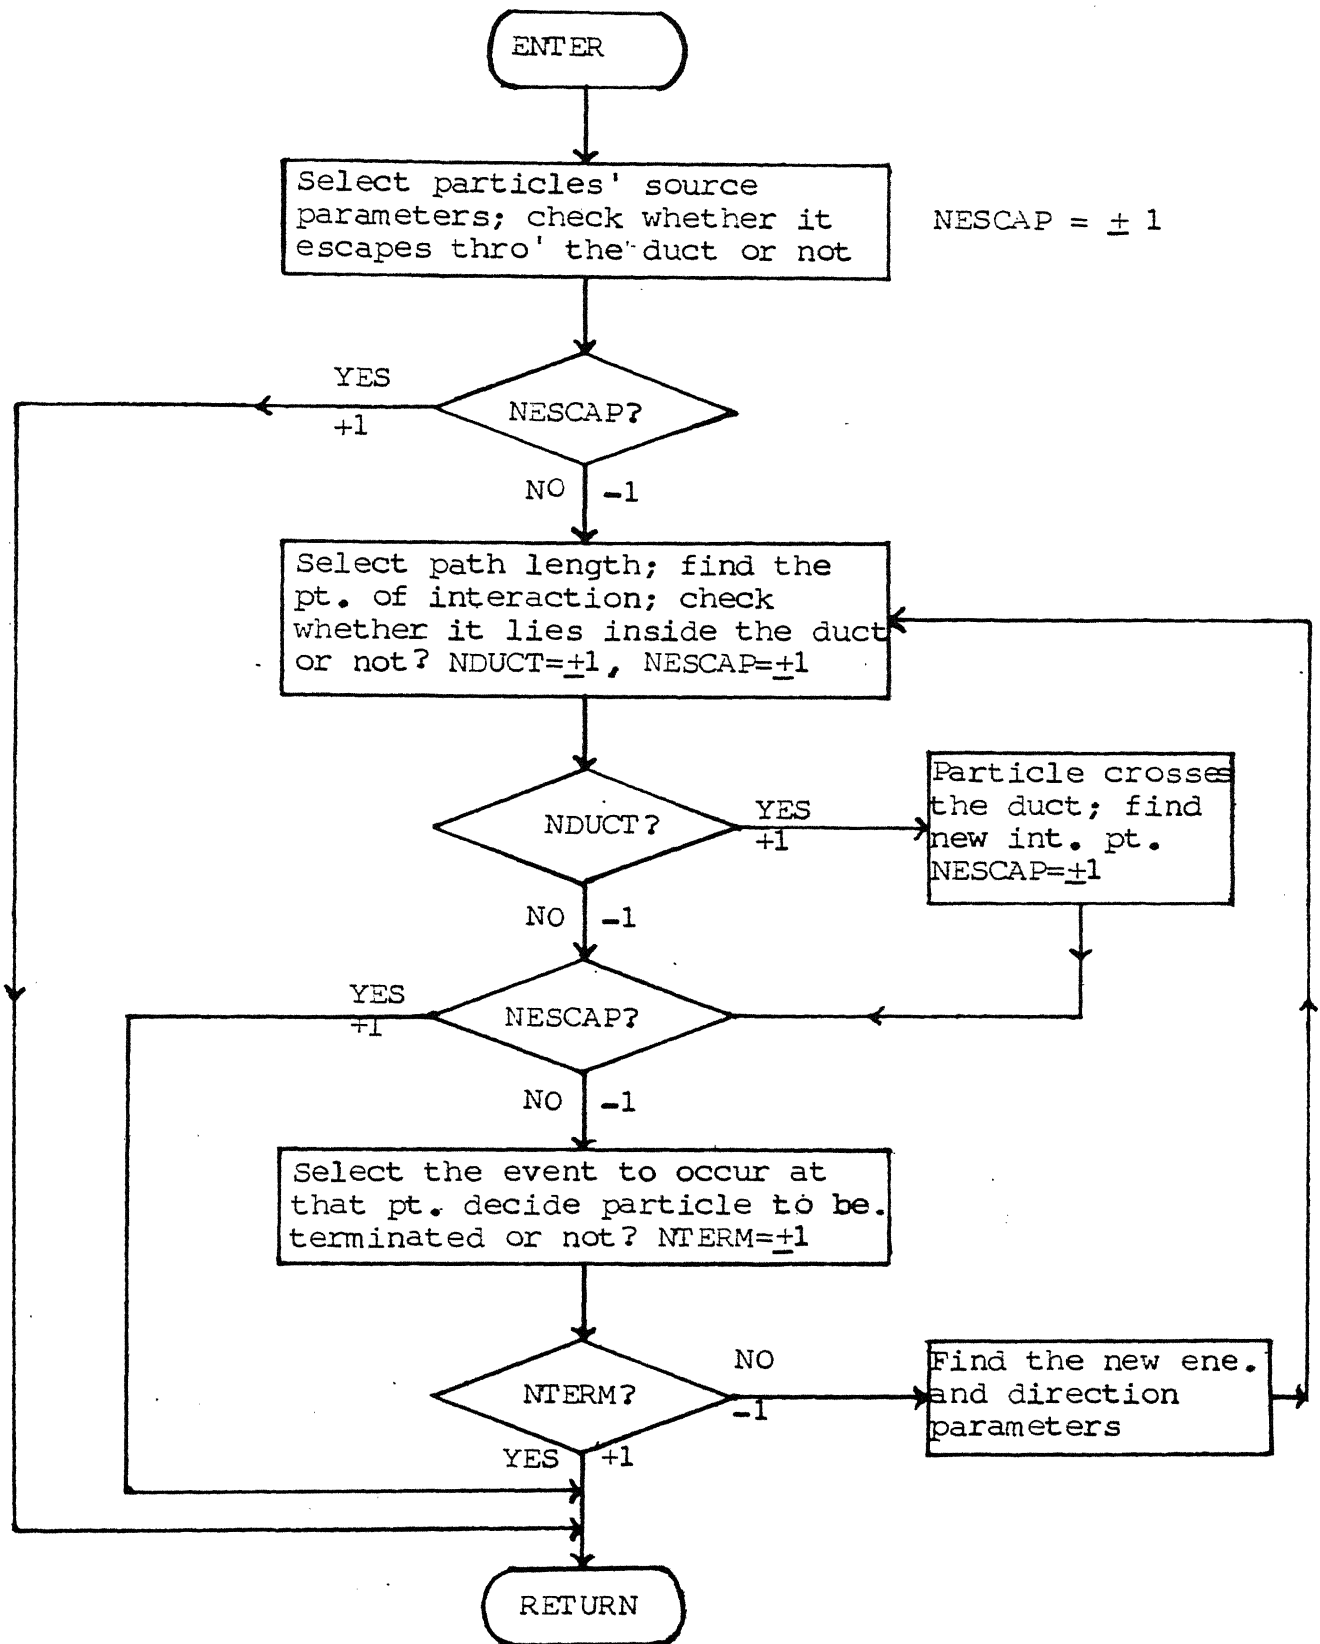 ENTER
Select particles' source
parameters; check whether it
escapes thro' the duct or not
NESCAP = ± 1
YES
+1
NESCAP?
NO -1
Select path length; find the
pt. of interaction; check
whether it lies inside the duct
or not? NDUCT=±1, NESCAP=±1
NDUCT?
YES
+1
Particle crosses
the duct; find
new int. pt.
NESCAP=±1
NO -1
YES
+1
NESCAP?
NO -1
Select the event to occur at
that pt. decide particle to be.
terminated or not? NTERM=±1
NTERM?
NO
-1
Find the new ene.
and direction
parameters
YES +1
RETURN